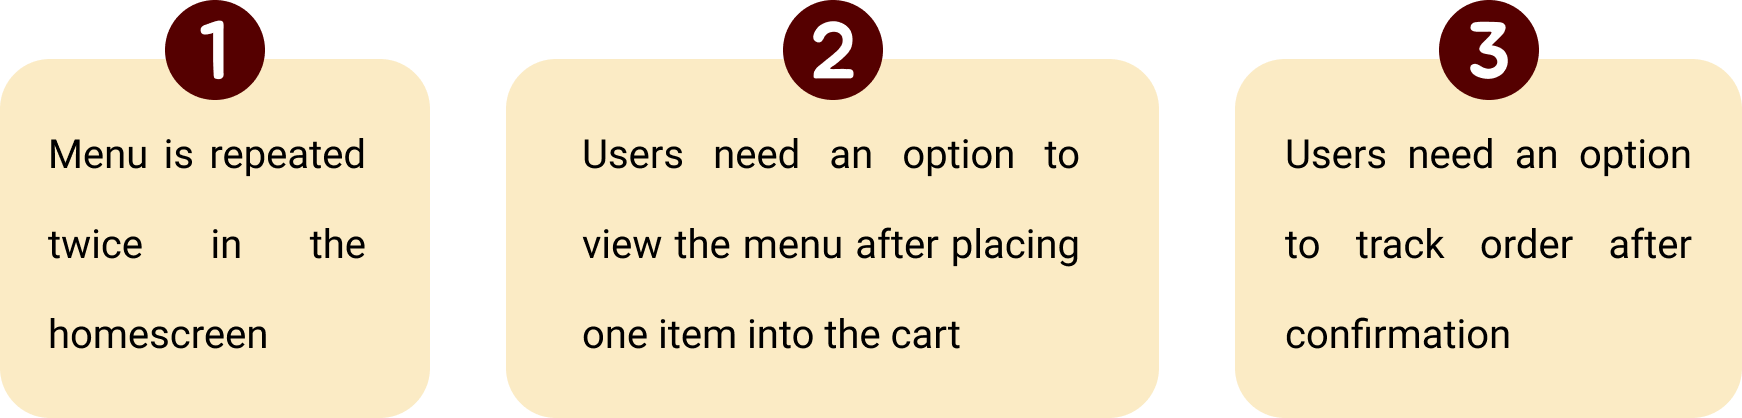 1
Menu is repeated
twice in the
homescreen
2
Users need an option to
view the menu after placing
one item into the cart
3
Users need an option
to track order after
confirmation